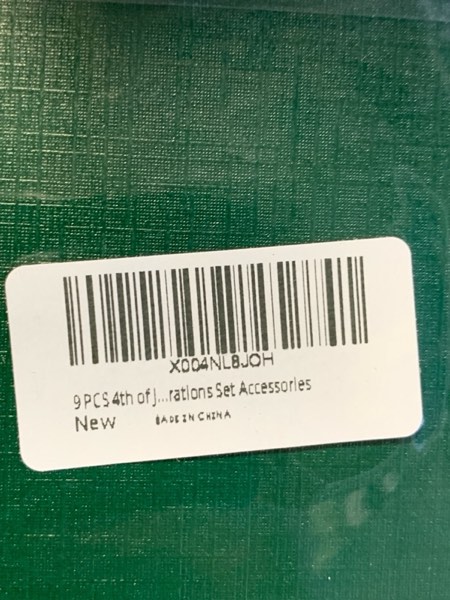 X004NL8JOH
9 PCS 4th of J...rations Set Accessories
New MADE IN CHINA